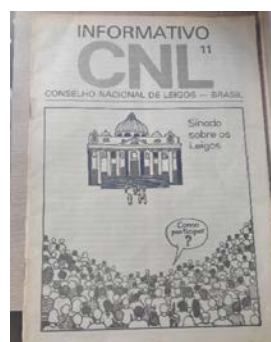 INFORMATIVO
CNL 11
CONSELHO NACIONAL DE LEIGOS — BRASIL
Sínodo
sobre os
Leigos
Como
participar
?